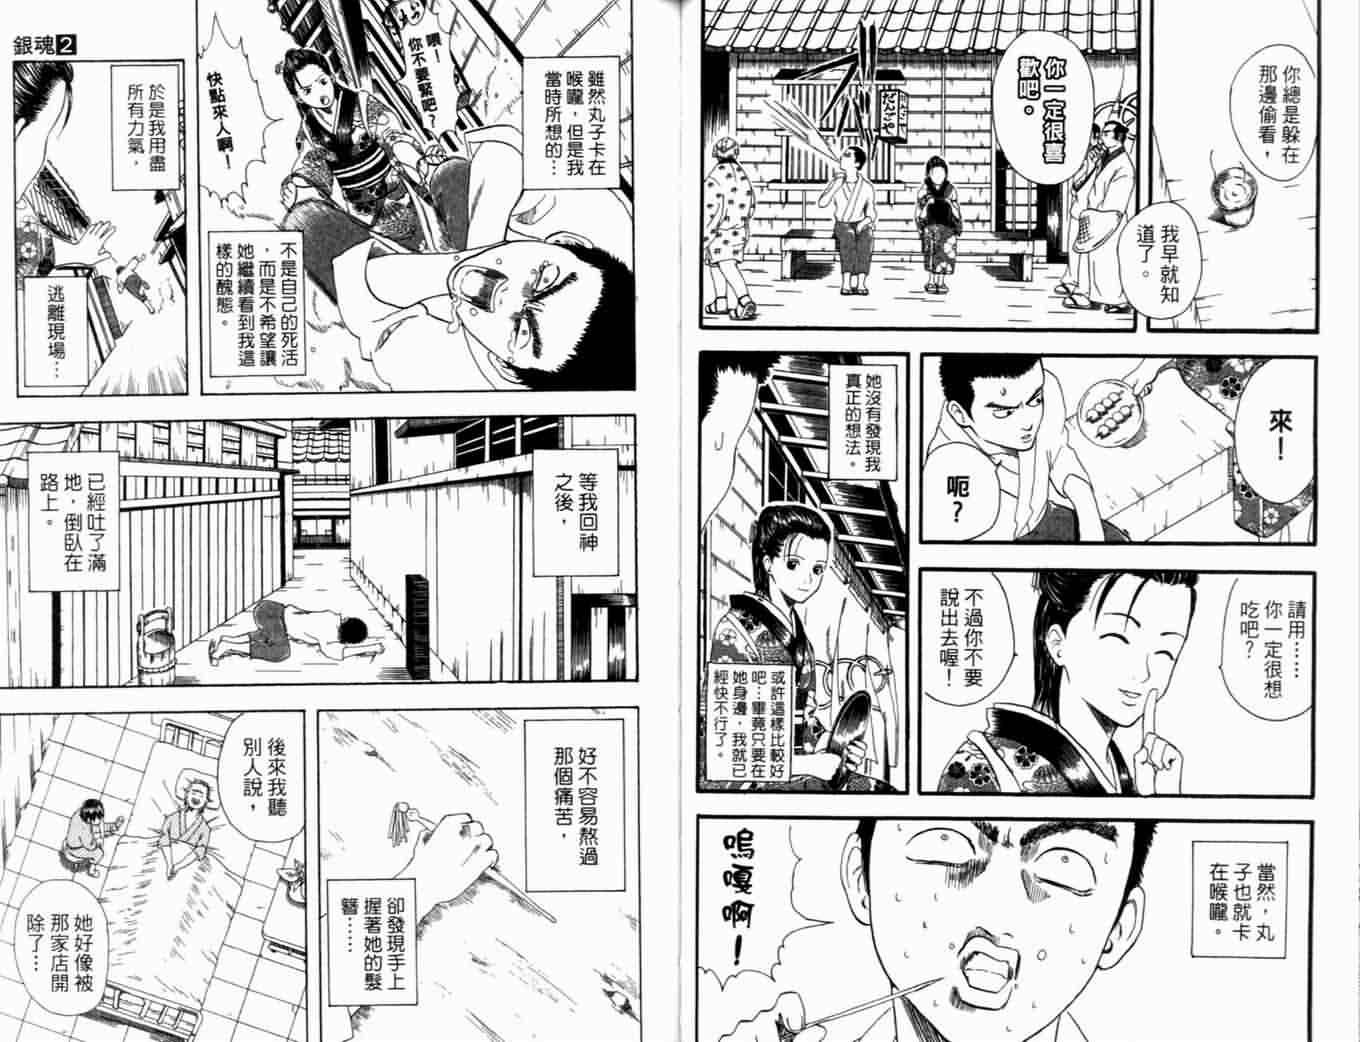 你總是躲在
那邊偷看，
我早就知
道了。
你一定很喜
歡吧。
だんごや
來！
呃？
請用……
你一定很想
吃吧？
不過你不要
說出去喔！
她沒有發現我
真正的想法。
或許這樣比較好
吧…畢竟只要在
她身邊，我就已
經快不行了。
當然，丸
子也就卡
在喉嚨。
嗚嘎啊！
銀魂2
雖然丸子卡在
喉嚨，但是我
當時所想的…
喂！
你不要緊吧？
快點來人啊！
不是自己的死活
，而是不希望讓
她繼續看到我這
樣的醜態。
於是我用盡
所有力氣，
逃離現場…
等我回神
之後，
已經吐了滿
地，倒臥在
路上。
好不容易熬過
那個痛苦，
卻發現手上
握著她的髮
簪……
後來我聽
別人說，
她好像被
那家店開
除了…